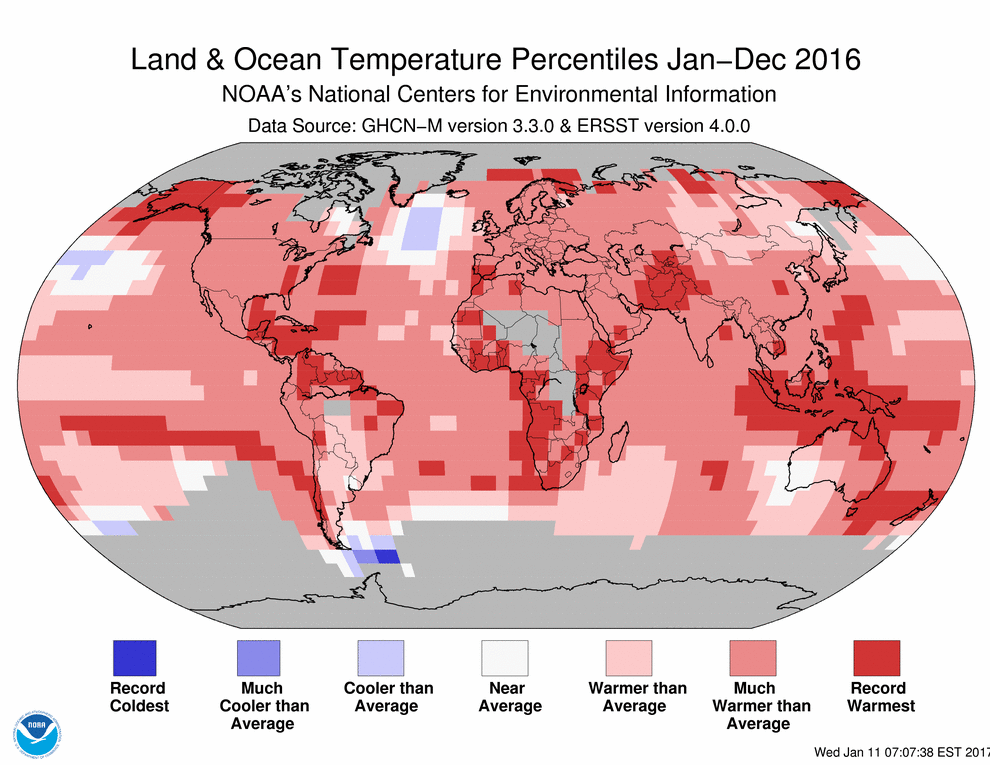 Land & Ocean Temperature Percentiles Jan–Dec 2016
NOAA's National Centers for Environmental Information
Data Source: GHCN–M version 3.3.0 & ERSST version 4.0.0
Record
Coldest
Much
Cooler than
Average
Cooler than
Average
Near
Average
Warmer than
Average
Much
Warmer than
Average
Record
Warmest
NOAA
Wed Jan 11 07:07:38 EST 2017